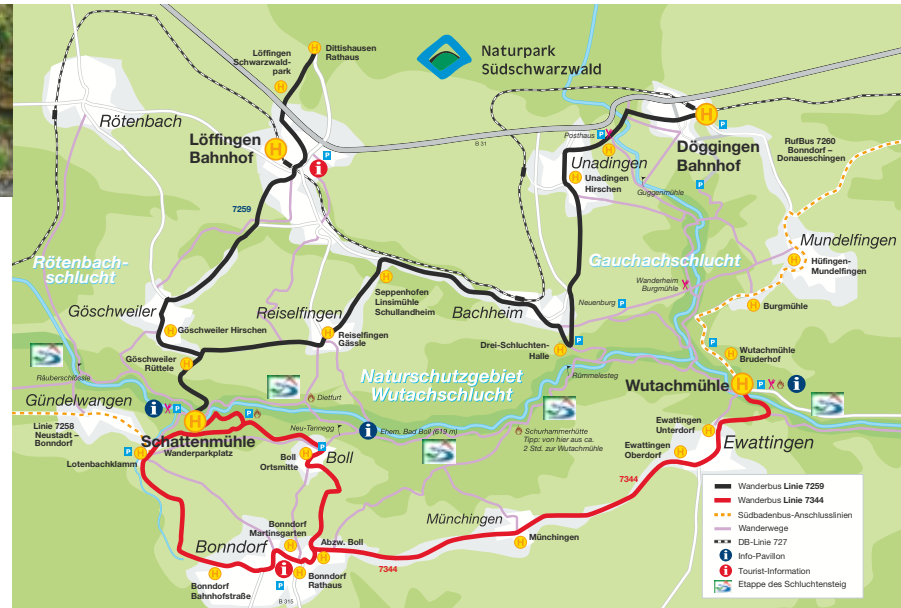 Naturpark
Südschwarzwald
Dittishausen
Rathaus
Löffingen
Schwarzwald-
park
Rötenbach
Löffingen
Bahnhof
H
P
i
B 31
Posthaus
Unadingen
Unadingen
Hirschen
Döggingen
Bahnhof
Guggenmühle
RufBus 7260
Bonndorf –
Donaueschingen
7259
Mundelfingen
Hüfingen-
Mundelfingen
Rötenbach-
schlucht
Gauchachschlucht
Wanderheim
Burgmühle
Neuenburg
Burgmühle
Göschweiler
Göschweiler Hirschen
Göschweiler
Rüttele
Reiselfingen
Reiselfingen
Gässle
Seppenhofen
Linsimühle
Schullandheim
Bachheim
Drei-Schluchten-
Halle
Wutachmühle
Bruderhof
Wutachmühle
Räuberschlössle
Rümmelesteg
Naturschutzgebiet
Wutachschlucht
Dietfurt
Gündelwangen
Linie 7258
Neustadt –
Bonndorf
Schattenmühle
Wanderparkplatz
Lotenbachklamm
Neu-Tannegg
Ehem. Bad Boll (619 m)
Schurhammerhütte
Tipp: von hier aus ca.
2 Std. zur Wutachmühle
Boll
Ortsmitte
Boll
Ewattingen
Unterdorf
Ewattingen
Oberdorf
Ewattingen
7344
Münchingen
Münchingen
Bonndorf
Bonndorf
Martinsgarten
Abzw. Boll
7344
Bonndorf
Rathaus
Bonndorf
Bahnhofstraße
B 315
Wanderbus Linie 7259
Wanderbus Linie 7344
Südbadenbus-Anschlusslinien
Wanderwege
DB-Linie 727
i Info-Pavillon
i Tourist-Information
Etappe des Schluchtensteig